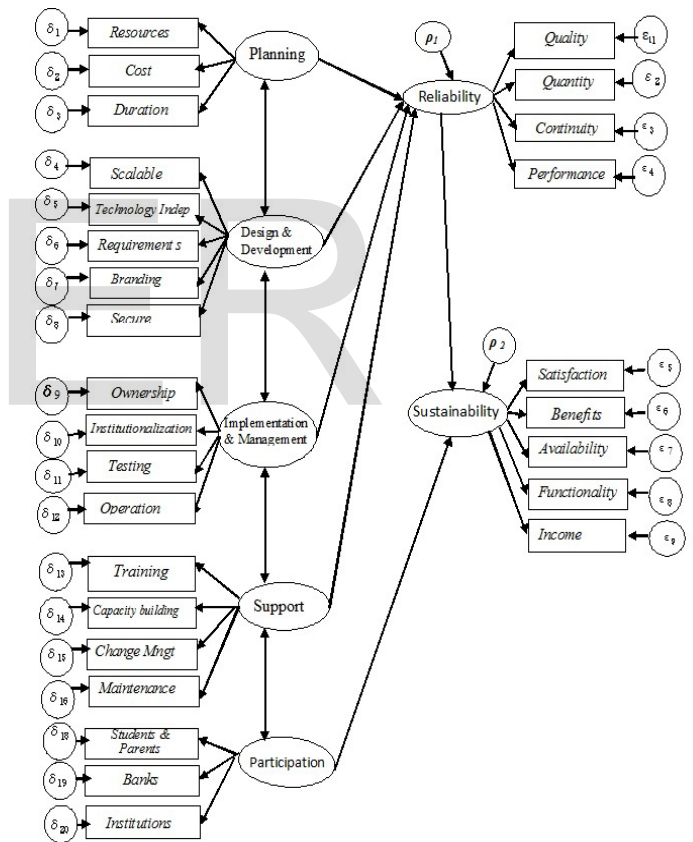 δ1
Resources
δ2
Cost
δ3
Duration
Planning
δ4
Scalable
δ5
Technology Indep
δ6
Requirement s
δ7
Branding
δ8
Secure
Design &
Development
δ9
Ownership
δ10
Institutionalization
δ11
Testing
δ12
Operation
Implementation
& Management
δ13
Training
δ14
Capacity building
δ15
Change Mngt
δ16
Maintenance
Support
δ18
Students &
Parents
δ19
Banks
δ20
Institutions
Participation
ρ1
Reliability
Quality
ε1
Quantity
ε2
Continuity
ε3
Performance
ε4
ρ2
Sustainability
Satisfaction
ε5
Benefits
ε6
Availability
ε7
Functionality
ε8
Income
ε9
ER